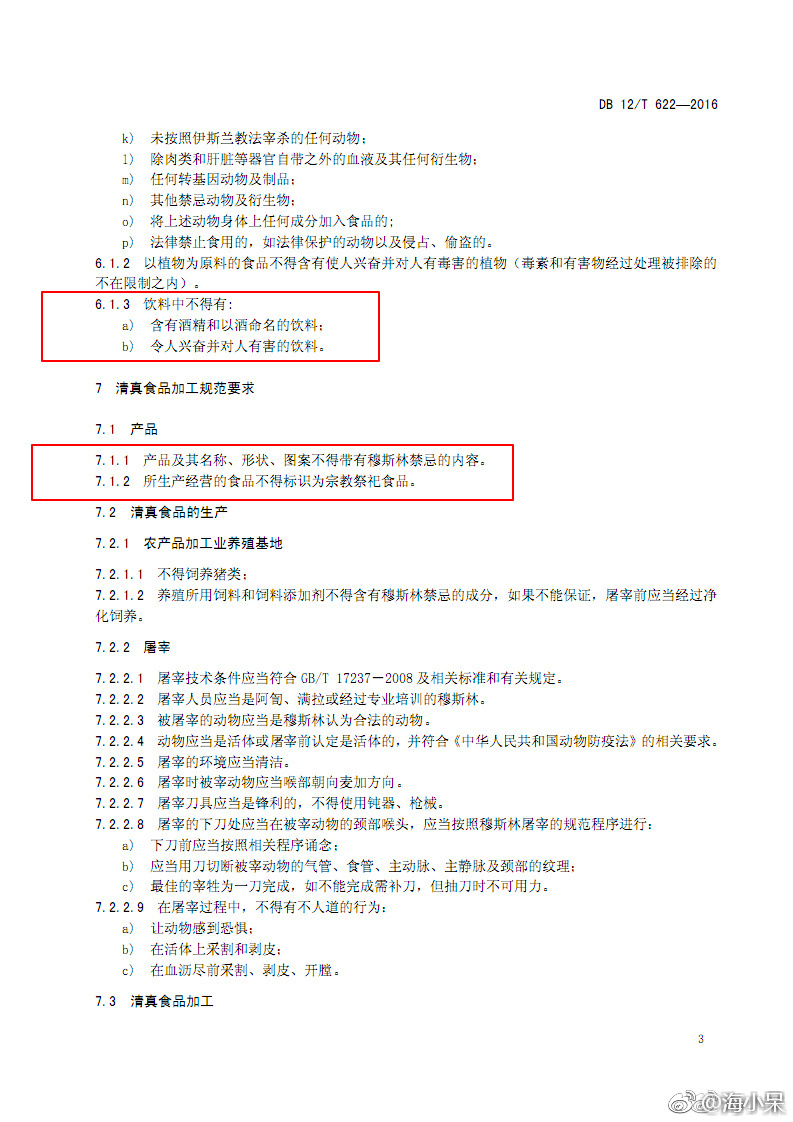 DB 12/T 622—2016
k) 未按照伊斯兰教法宰杀的任何动物；
l) 除肉类和肝脏等器官自带之外的血液及其任何衍生物；
m) 任何转基因动物及制品；
n) 其他禁忌动物及衍生物；
o) 将上述动物身体上任何成分加入食品的；
p) 法律禁止食用的，如法律保护的动物以及侵占、偷盗的。
6.1.2 以植物为原料的食品不得含有使人兴奋并对人有毒害的植物（毒素和有害物经过处理被排除的
不在限制之内）。
6.1.3 饮料中不得有：
a) 含有酒精和以酒命名的饮料；
b) 令人兴奋并对人有害的饮料。
7 清真食品加工规范要求
7.1 产品
7.1.1 产品及其名称、形状、图案不得带有穆斯林禁忌的内容。
7.1.2 所生产经营的食品不得标识为宗教祭祀食品。
7.2 清真食品的生产
7.2.1 农产品加工业养殖基地
7.2.1.1 不得饲养猪类；
7.2.1.2 养殖所用饲料和饲料添加剂不得含有穆斯林禁忌的成分，如果不能保证，屠宰前应当经过净
化饲养。
7.2.2 屠宰
7.2.2.1 屠宰技术条件应当符合 GB/T 17237－2008 及相关标准和有关规定。
7.2.2.2 屠宰人员应当是阿訇、满拉或经过专业培训的穆斯林。
7.2.2.3 被屠宰的动物应当是穆斯林认为合法的动物。
7.2.2.4 动物应当是活体或屠宰前认定是活体的，并符合《中华人民共和国动物防疫法》的相关要求。
7.2.2.5 屠宰的环境应当清洁。
7.2.2.6 屠宰时被宰动物应当喉部朝向麦加方向。
7.2.2.7 屠宰刀具应当是锋利的，不得使用钝器、枪械。
7.2.2.8 屠宰的下刀处应当在被宰动物的颈部喉头，应当按照穆斯林屠宰的规范程序进行：
a) 下刀前应当按照相关程序诵念；
b) 应当用刀切断被宰动物的气管、食管、主动脉、主静脉及颈部的纹理；
c) 最佳的宰牲为一刀完成，如不能完成需补刀，但抽刀时不可用力。
7.2.2.9 在屠宰过程中，不得有不人道的行为：
a) 让动物感到恐惧；
b) 在活体上采割和剥皮；
c) 在血沥尽前采割、剥皮、开膛。
7.3 清真食品加工
3
@海小呆